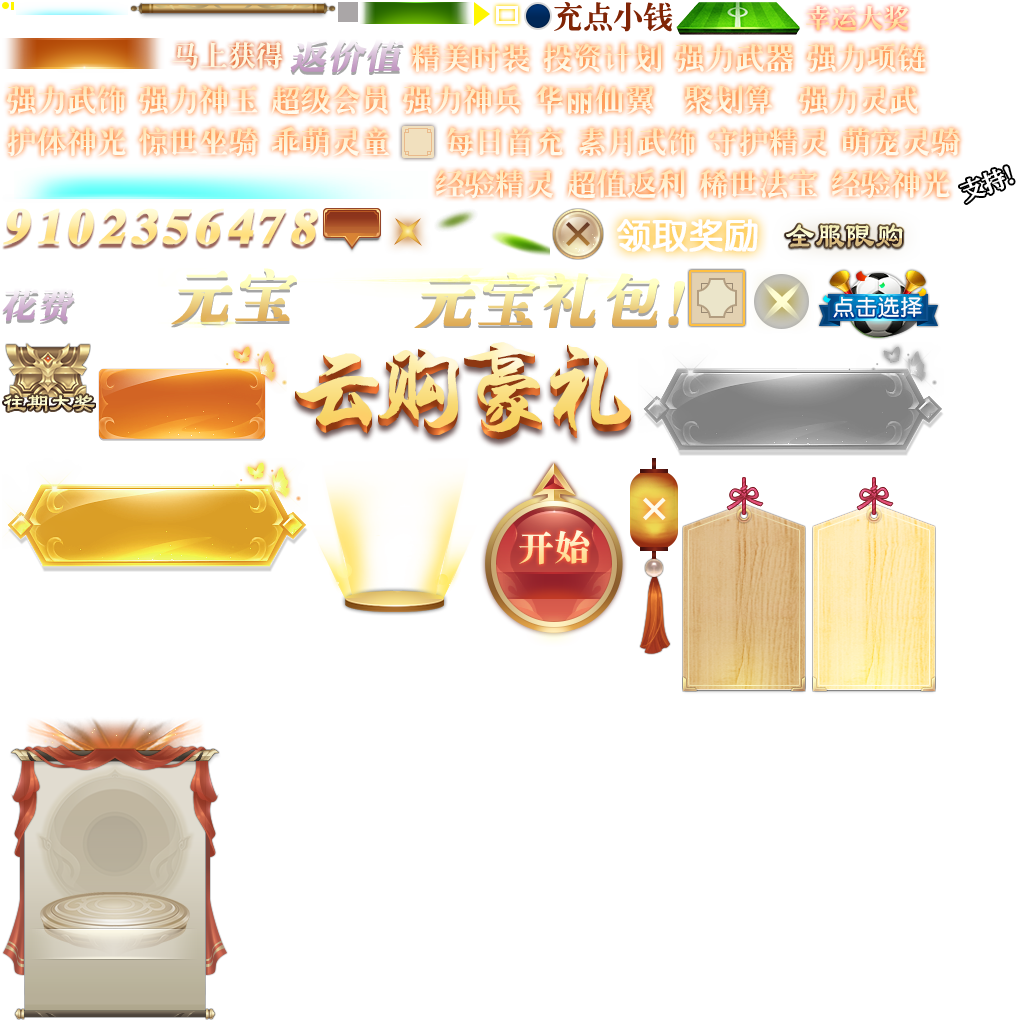 充点小钱
幸运大奖
马上获得
返价值
精美时装 投资计划 强力武器 强力项链
强力武饰 强力神玉 超级会员 强力神兵 华丽仙翼 聚划算 强力灵武
护体神光 惊世坐骑 乖萌灵童 每日首充 素月武饰 守护精灵 萌宠灵骑
经验精灵 超值返利 稀世法宝 经验神光
支持!
9102356478
领取奖励
全服限购
花费
元宝
元宝礼包!
点击选择
往期大奖
云购豪礼
开始